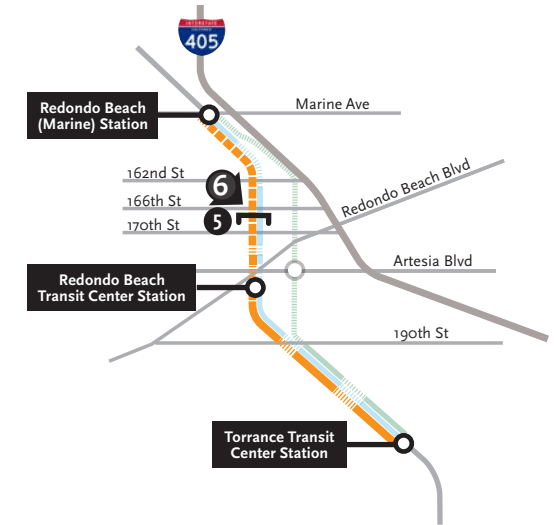 INTERSTATE
CALIFORNIA
405
Redondo Beach
(Marine) Station
Marine Ave
162nd St
6
166th St
5
170th St
Redondo Beach Blvd
Artesia Blvd
Redondo Beach
Transit Center Station
190th St
Torrance Transit
Center Station